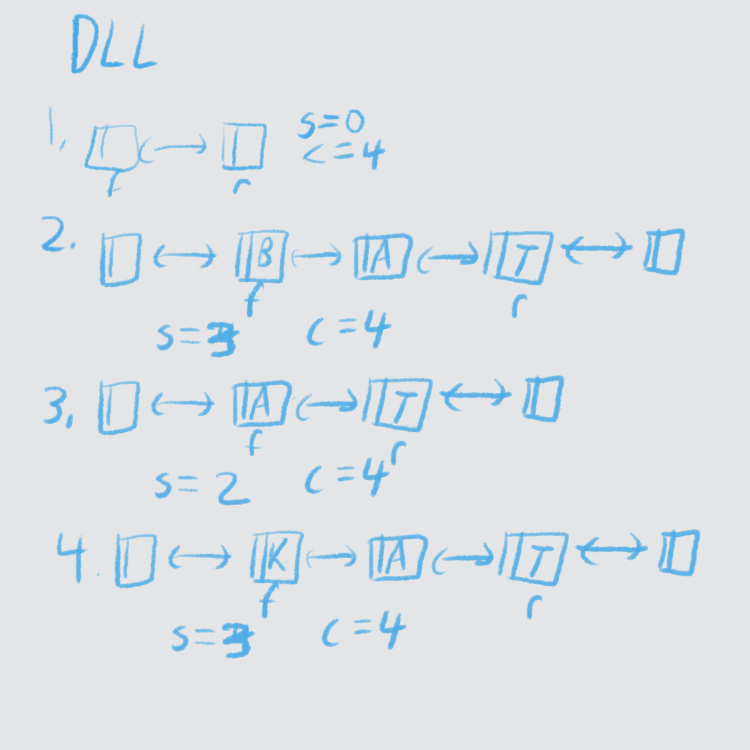 DLL
1. s=0
c=4
f r
2. B A T
f r
s=3 c=4
3. A T
f r
s=2 c=4
4. K A T
f r
s=3 c=4